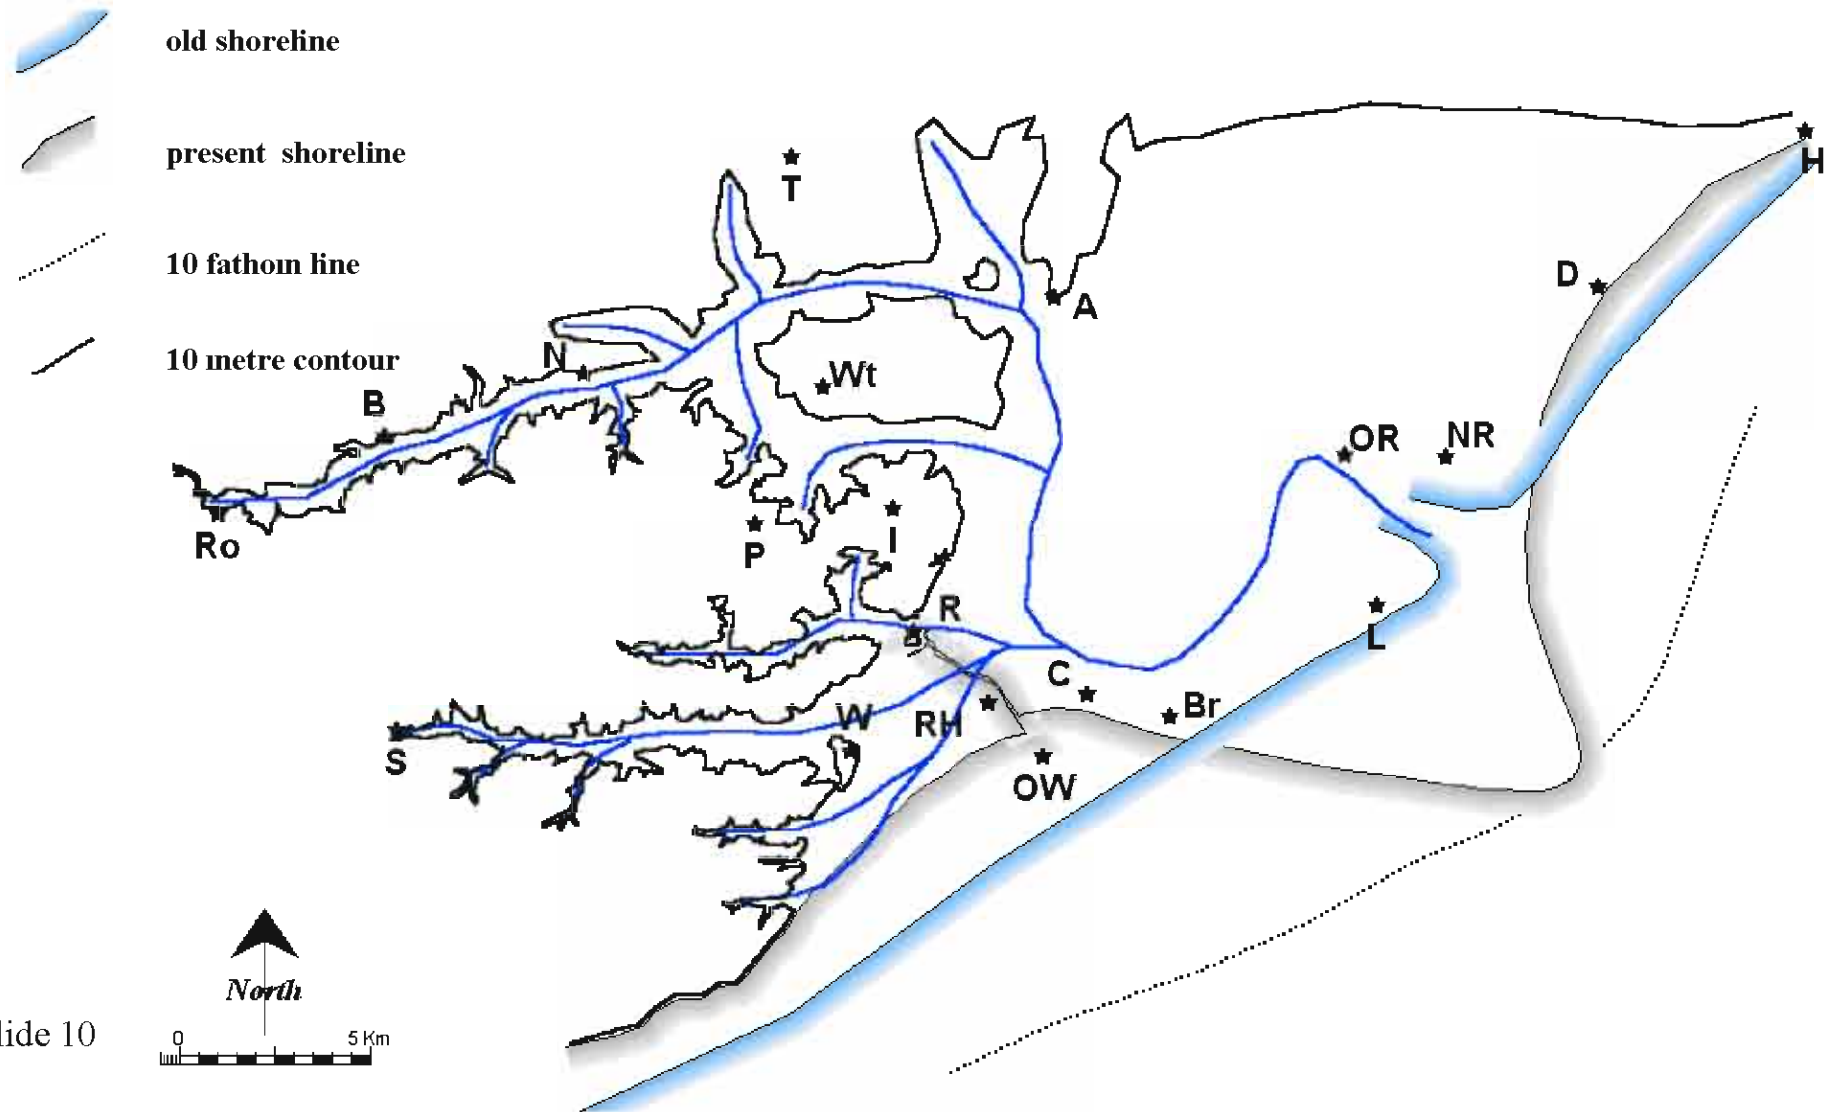 old shoreline
present shoreline
10 fathom line
10 metre contour
T
H
D
A
N
Wt
B
OR
NR
Ro
P
I
R
L
C
Br
W
RH
S
OW
North
lide 10
0
5 Km